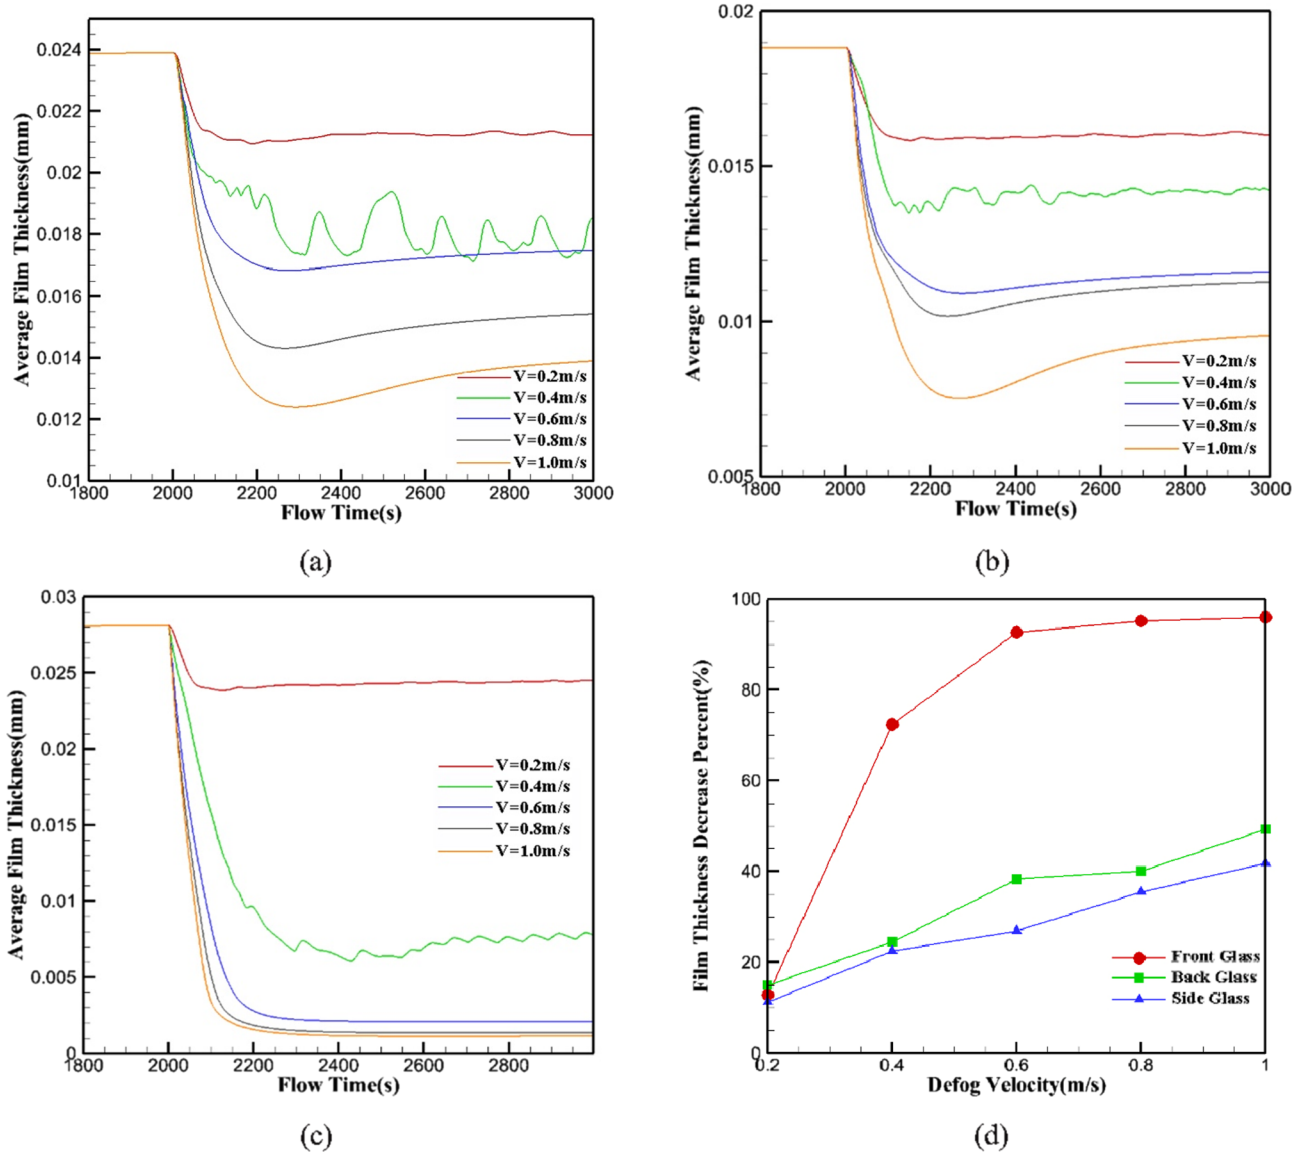 Average Film Thickness(mm)
0.024
0.022
0.02
0.018
0.016
0.014
0.012
0.01
V=0.2m/s
V=0.4m/s
V=0.6m/s
V=0.8m/s
V=1.0m/s
1800 2000 2200 2400 2600 2800 3000
Flow Time(s)
(a)
Average Film Thickness(mm)
0.02
0.015
0.01
0.005
V=0.2m/s
V=0.4m/s
V=0.6m/s
V=0.8m/s
V=1.0m/s
1800 2000 2200 2400 2600 2800 3000
Flow Time(s)
(b)
Average Film Thickness(mm)
0.03
0.025
0.02
0.015
0.01
0.005
0
V=0.2m/s
V=0.4m/s
V=0.6m/s
V=0.8m/s
V=1.0m/s
1800 2000 2200 2400 2600 2800
Flow Time(s)
(c)
Film Thickness Decrease Percent(%)
100
80
60
40
20
0
Front Glass
Back Glass
Side Glass
0.2 0.4 0.6 0.8 1
Defog Velocity(m/s)
(d)